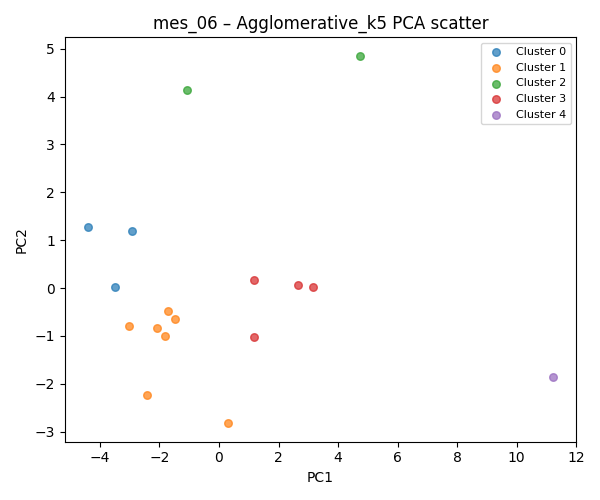 mes_06 – Agglomerative_k5 PCA scatter
Cluster 0
Cluster 1
Cluster 2
Cluster 3
Cluster 4
PC2
5
4
3
2
1
0
−1
−2
−3
−4 −2 0 2 4 6 8 10 12
PC1